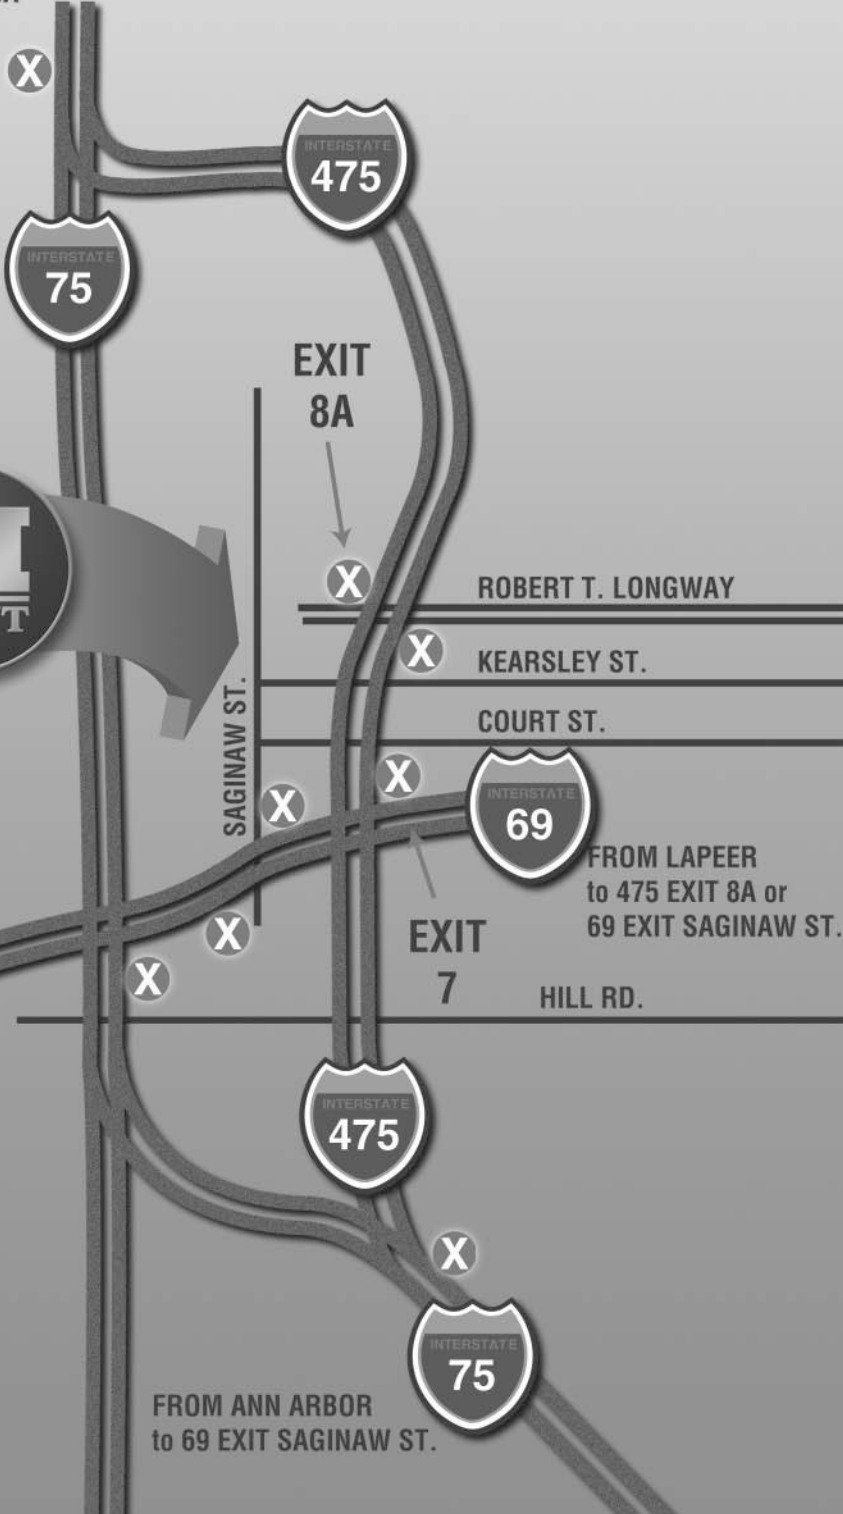 X
INTERSTATE
475
INTERSTATE
75
EXIT
8A
X
ROBERT T. LONGWAY
X
KEARSLEY ST.
SAGINAW ST.
COURT ST.
X
X
INTERSTATE
69
FROM LAPEER
to 475 EXIT 8A or
69 EXIT SAGINAW ST.
X
EXIT
7
X
HILL RD.
INTERSTATE
475
X
INTERSTATE
75
FROM ANN ARBOR
to 69 EXIT SAGINAW ST.